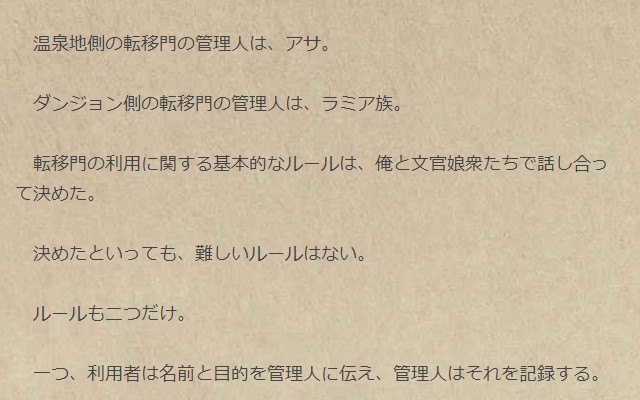 温泉地側の転移門の管理人は、アサ。
ダンジョン側の転移門の管理人は、ラミア族。
転移門の利用に関する基本的なルールは、俺と文官娘衆たちで話し合っ
て決めた。
決めたといっても、難しいルールはない。
ルールも二つだけ。
一つ、利用者は名前と目的を管理人に伝え、管理人はそれを記録する。